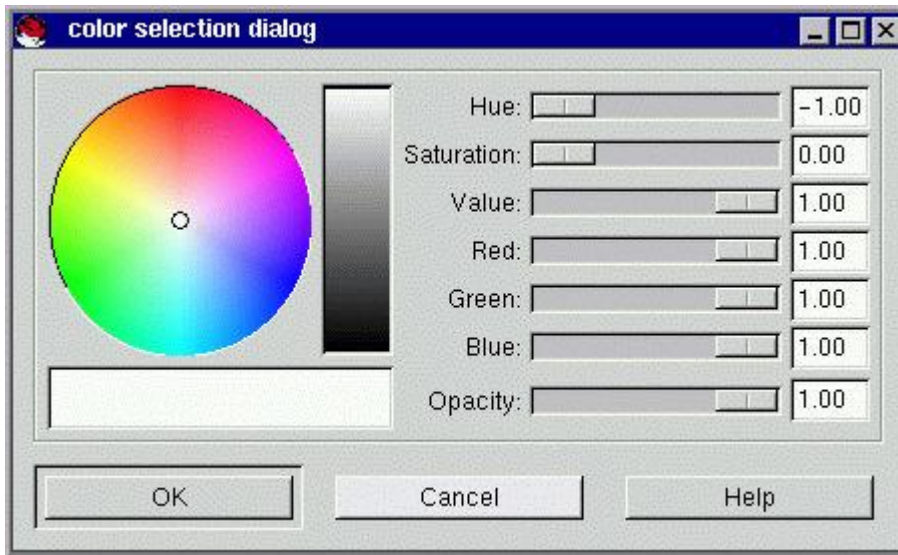 color selection dialog
Hue: -1.00
Saturation: 0.00
Value: 1.00
Red: 1.00
Green: 1.00
Blue: 1.00
Opacity: 1.00
OK Cancel Help